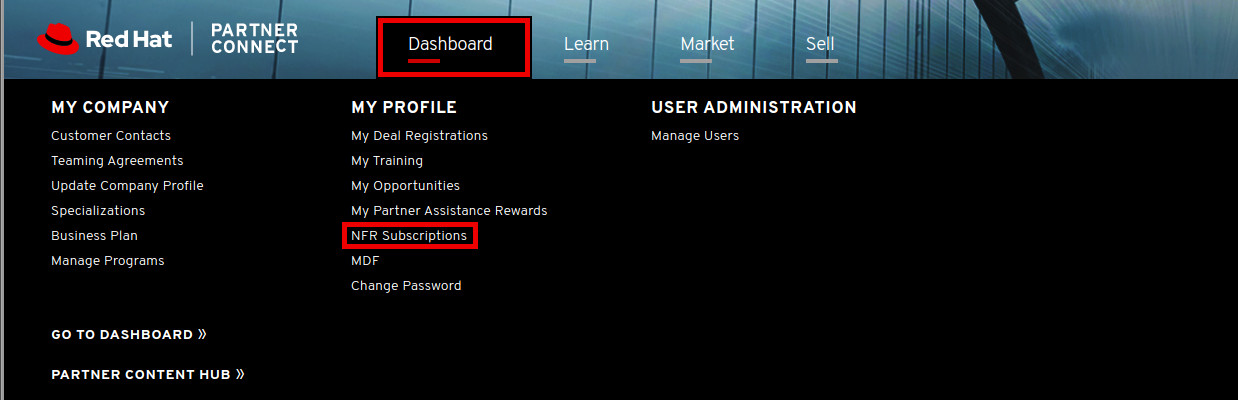 Red Hat
PARTNER
CONNECT
Dashboard
Learn
Market
Sell
MY COMPANY
Customer Contacts
Teaming Agreements
Update Company Profile
Specializations
Business Plan
Manage Programs
MY PROFILE
My Deal Registrations
My Training
My Opportunities
My Partner Assistance Rewards
NFR Subscriptions
MDF
Change Password
USER ADMINISTRATION
Manage Users
GO TO DASHBOARD »
PARTNER CONTENT HUB »